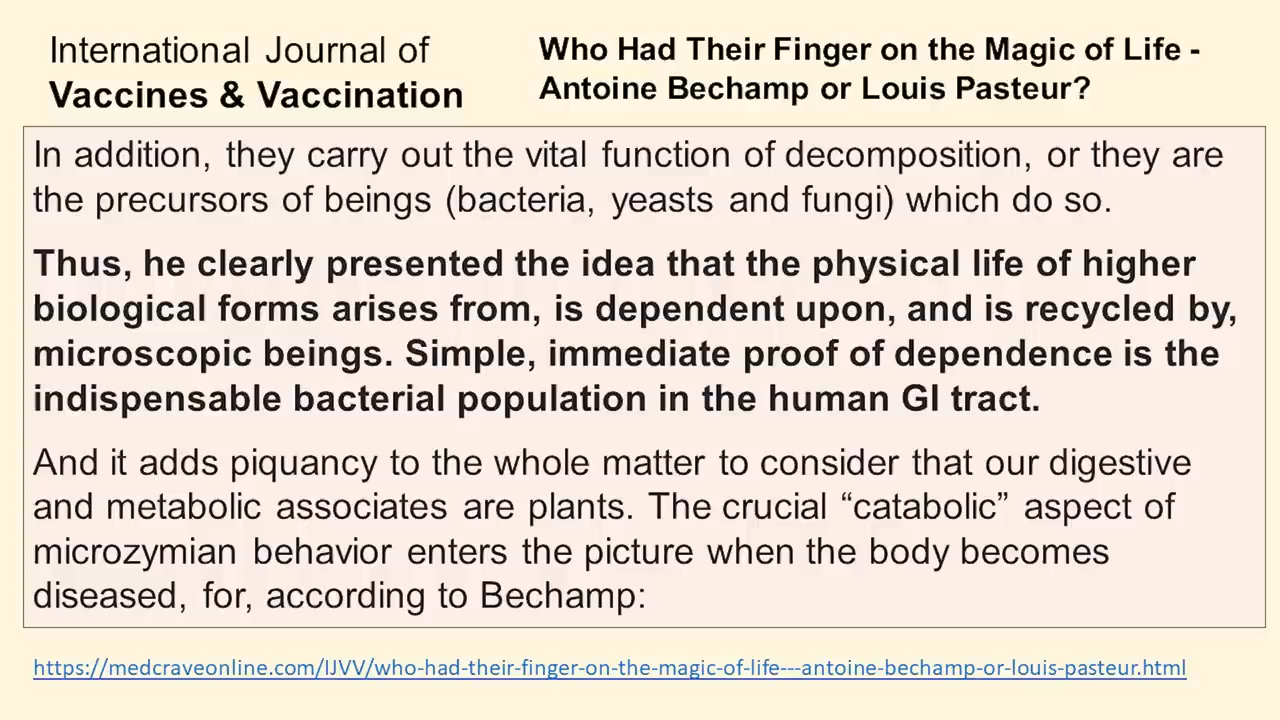 International Journal of
Vaccines & Vaccination
Who Had Their Finger on the Magic of Life -
Antoine Bechamp or Louis Pasteur?
In addition, they carry out the vital function of decomposition, or they are
the precursors of beings (bacteria, yeasts and fungi) which do so.
Thus, he clearly presented the idea that the physical life of higher
biological forms arises from, is dependent upon, and is recycled by,
microscopic beings. Simple, immediate proof of dependence is the
indispensable bacterial population in the human GI tract.
And it adds piquancy to the whole matter to consider that our digestive
and metabolic associates are plants. The crucial “catabolic” aspect of
microzymian behavior enters the picture when the body becomes
diseased, for, according to Bechamp:
https://medcraveonline.com/IJVV/who-had-their-finger-on-the-magic-of-life---antoine-bechamp-or-louis-pasteur.html